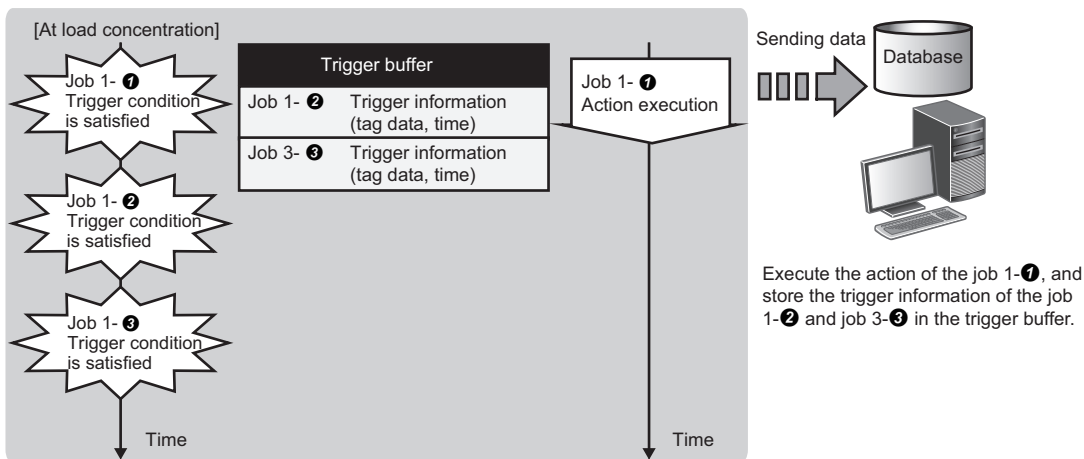 [At load concentration]
Job 1- ❶
Trigger condition
is satisfied
Job 1- ❷
Trigger condition
is satisfied
Job 1- ❸
Trigger condition
is satisfied
Time
Trigger buffer
Job 1- ❷ Trigger information
(tag data, time)
Job 3- ❸ Trigger information
(tag data, time)
Job 1- ❶
Action execution
Time
Sending data
Database
Execute the action of the job 1-❶, and
store the trigger information of the job
1-❷ and job 3-❸ in the trigger buffer.